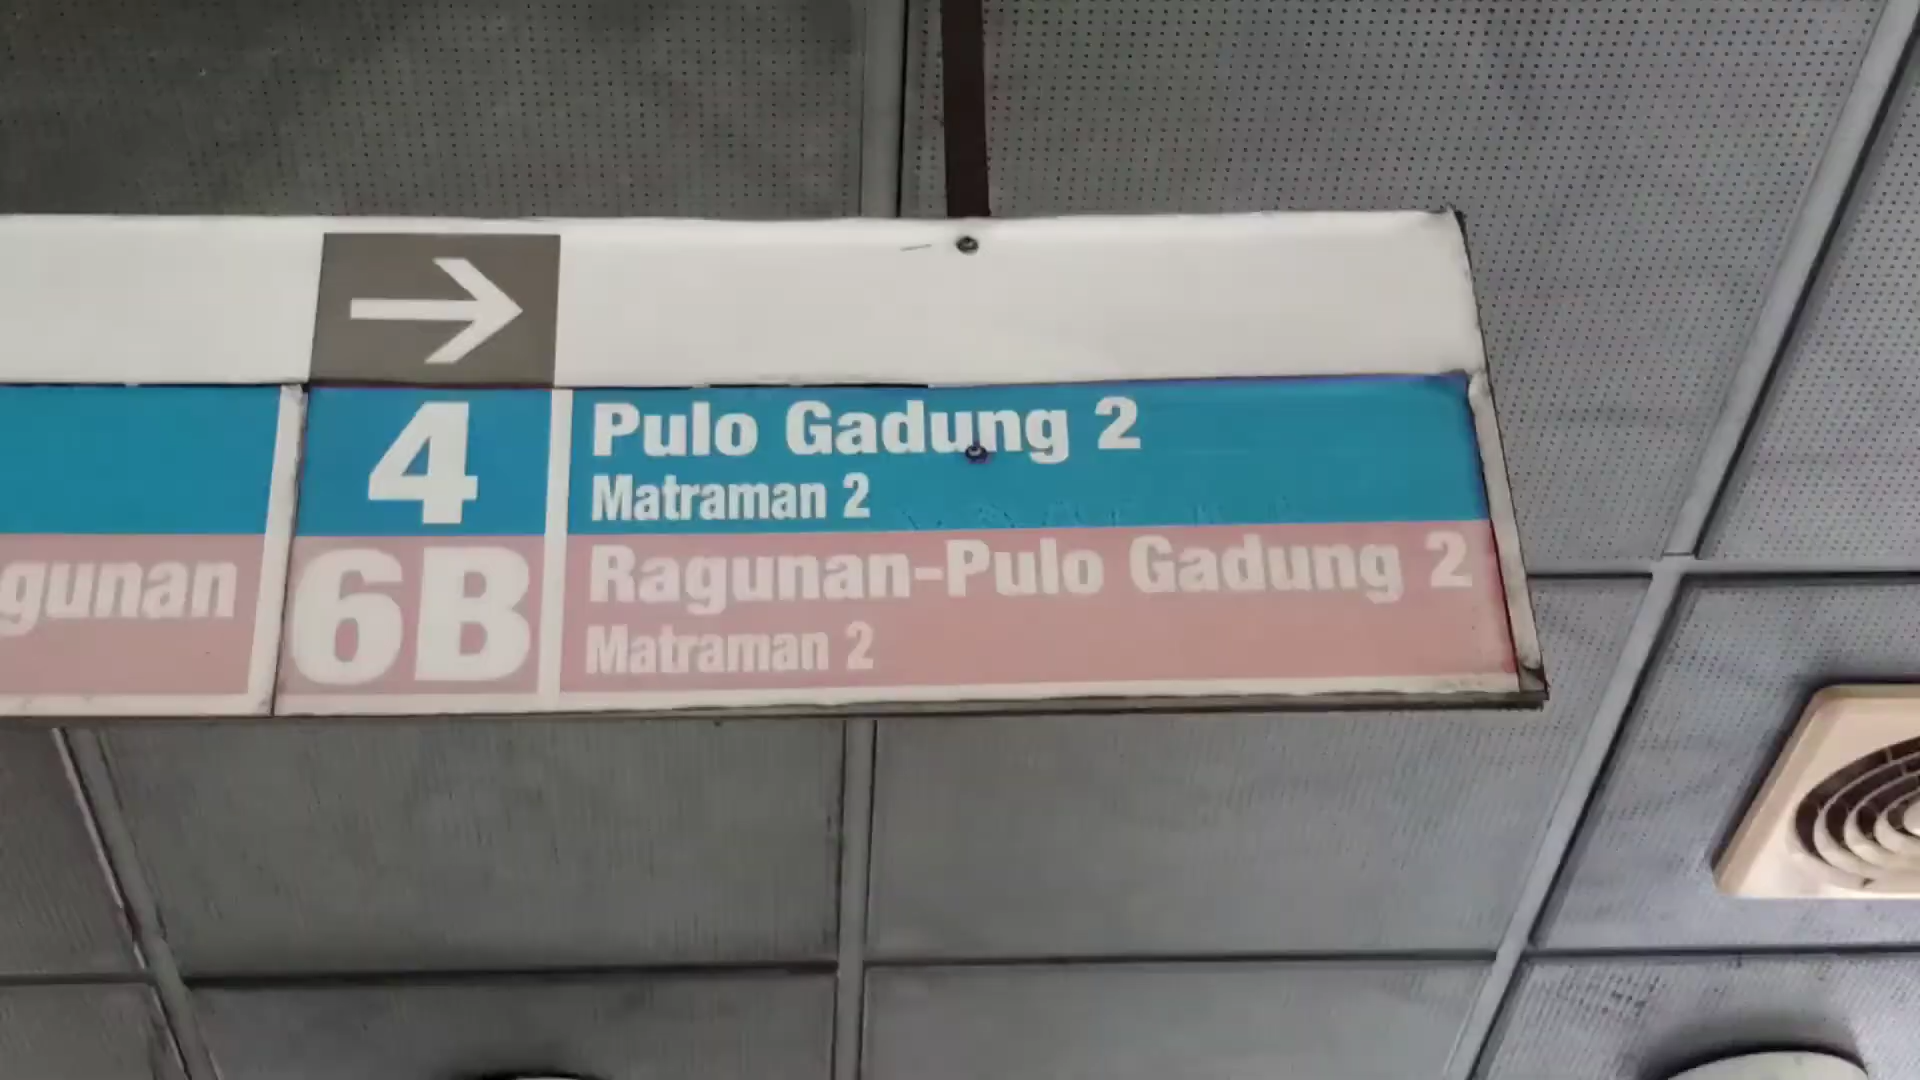 4
Pulo Gadung 2
Matraman 2
gunan
6B
Ragunan-Pulo Gadung 2
Matraman 2